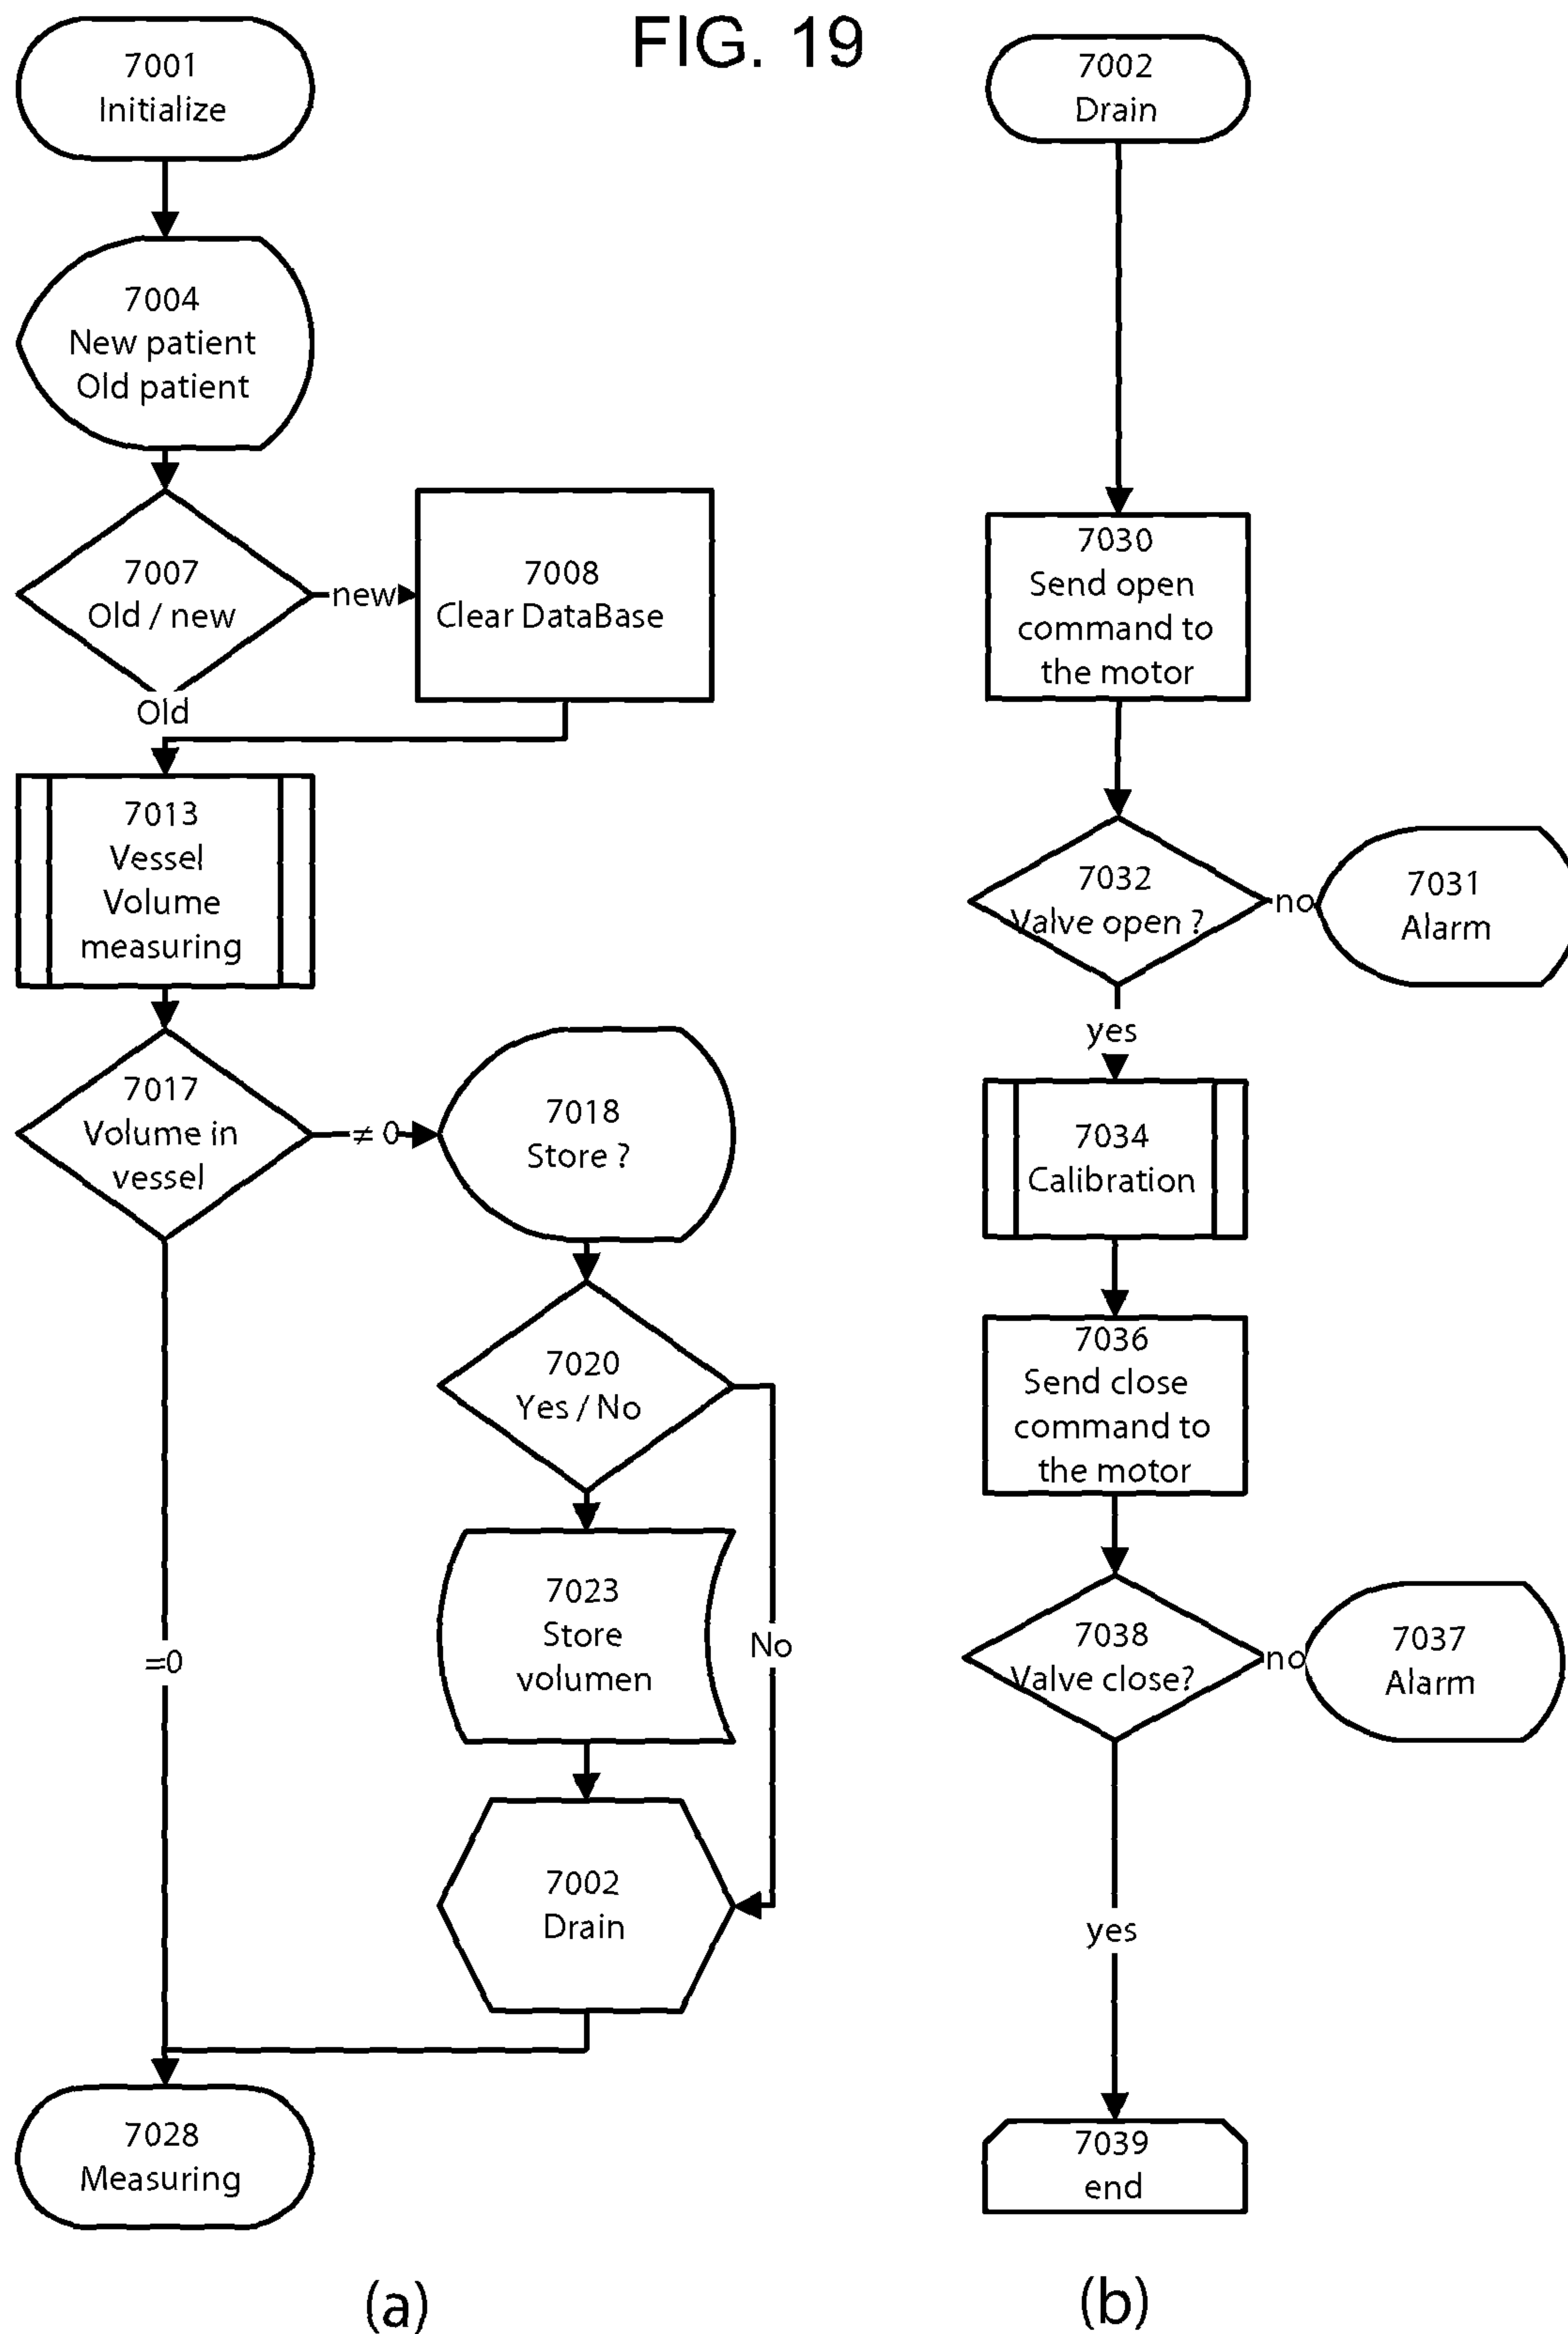 FIG. 19
7001
Initialize
7004
New patient
Old patient
7007
Old / new
new
7008
Clear DataBase
Old
7013
Vessel
Volume
measuring
7017
Volume in
vessel
≠ 0
7018
Store ?
7020
Yes / No
7023
Store
volumen
No
=0
7002
Drain
7028
Measuring
(a)
7002
Drain
7030
Send open
command to
the motor
7032
Valve open ?
no
7031
Alarm
yes
7034
Calibration
7036
Send close
command to
the motor
7038
Valve close?
no
7037
Alarm
yes
7039
end
(b)